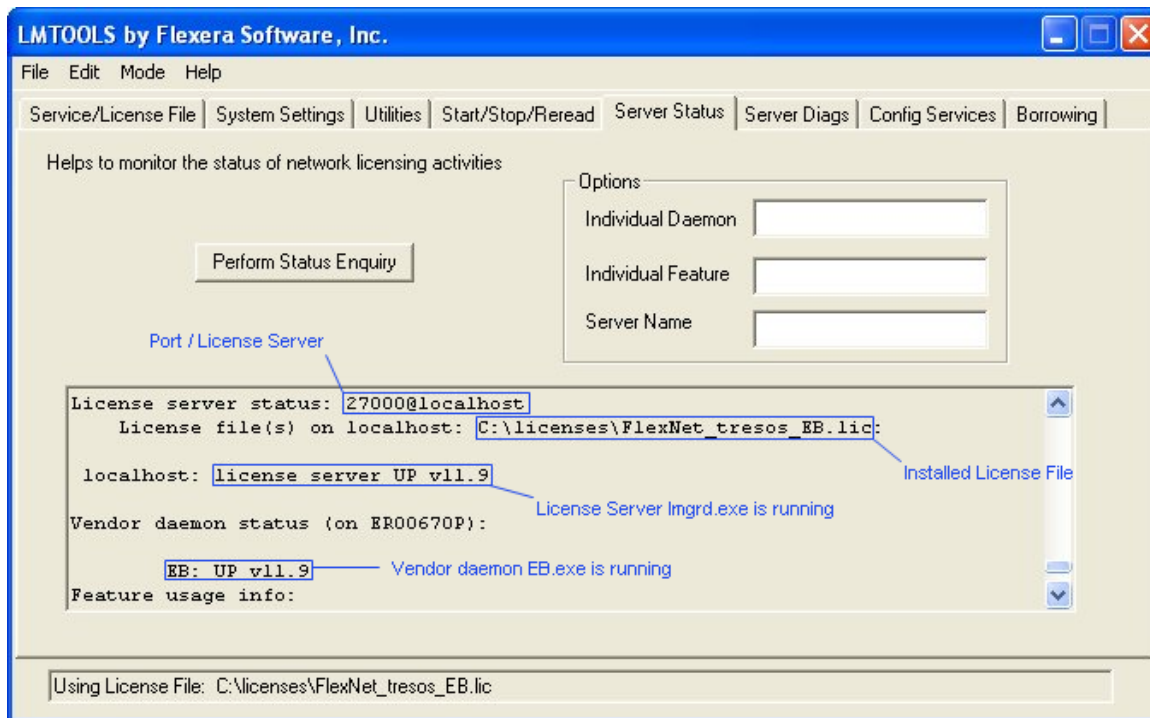 LMTOOLS by Flexera Software, Inc.
File Edit Mode Help
Service/License File System Settings Utilities Start/Stop/Reread Server Status Server Diags Config Services Borrowing
Helps to monitor the status of network licensing activities
Options
Individual Daemon
Perform Status Enquiry
Individual Feature
Server Name
Port / License Server
License server status: 27000@localhost
License file(s) on localhost: C:\licenses\FlexNet_tresos_EB.lic:
Installed License File
localhost: license server UP v11.9
License Server lmgrd.exe is running
Vendor daemon status (on ER00670P):
EB: UP v11.9
Vendor daemon EB.exe is running
Feature usage info:
Using License File: C:\licenses\FlexNet_tresos_EB.lic